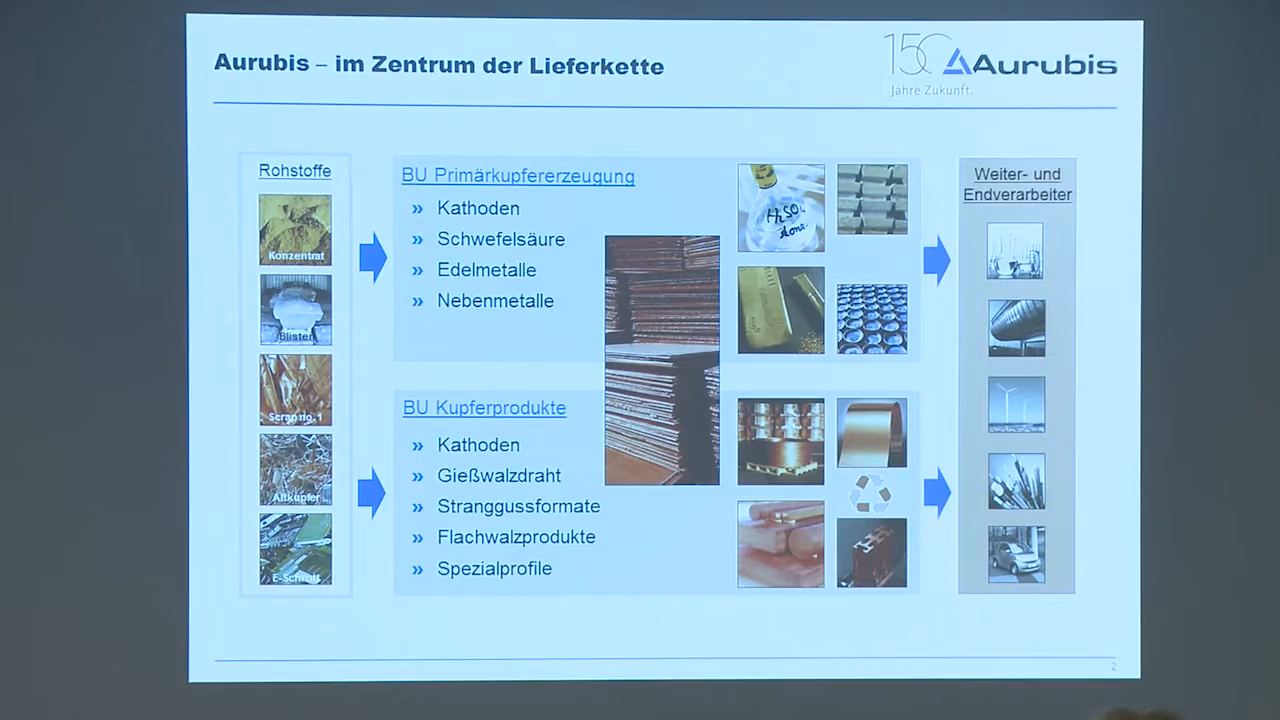 Aurubis – im Zentrum der Lieferkette
150
Jahre Zukunft.
Aurubis
Rohstoffe
Konzentrat
Blister
Scrap no. 1
Altkupfer
E-Schrott
BU Primärkupfererzeugung
» Kathoden
» Schwefelsäure
» Edelmetalle
» Nebenmetalle
H2SO4
BU Kupferprodukte
» Kathoden
» Gießwalzdraht
» Stranggussformate
» Flachwalzprodukte
» Spezialprofile
Weiter- und
Endverarbeiter
2